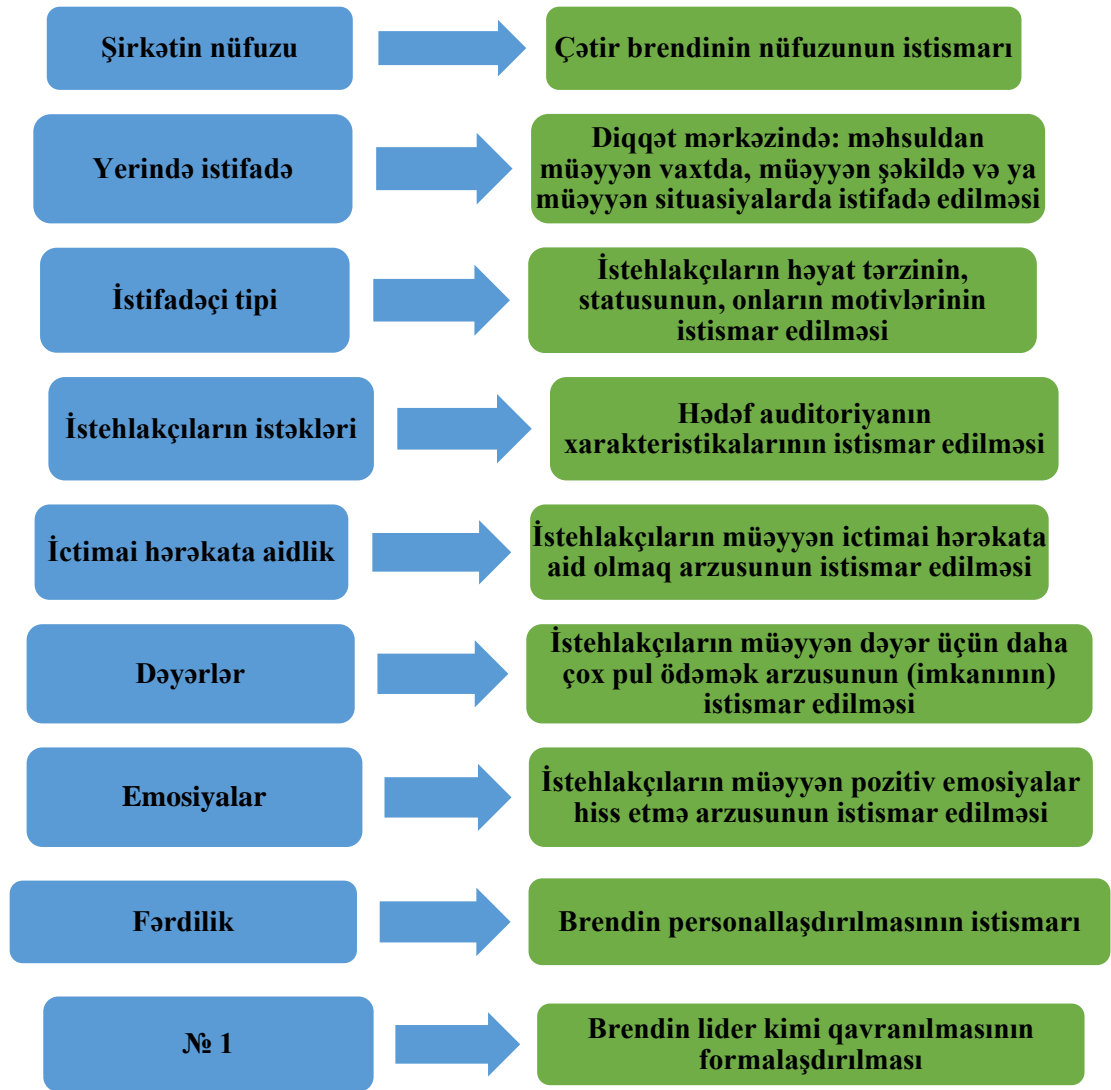 Şirkətin nüfuzu
Çətir brendinin nüfuzunun istismarı
Yerində istifadə
Diqqət mərkəzində: məhsuldan
müəyyən vaxtda, müəyyən şəkildə və ya
müəyyən situasiyalarda istifadə edilməsi
İstifadəçi tipi
İstehlakçıların həyat tərzinin,
statusunun, onların motivlərinin
istismar edilməsi
İstehlakçıların istəkləri
Hədəf auditoriyanın
xarakteristikalarının istismar edilməsi
İctimai hərəkata aidlik
İstehlakçıların müəyyən ictimai hərəkata
aid olmaq arzusunun istismar edilməsi
Dəyərlər
İstehlakçıların müəyyən dəyər üçün daha
çox pul ödəmək arzusunun (imkanının)
istismar edilməsi
Emosiyalar
İstehlakçıların müəyyən pozitiv emosiyalar
hiss etmə arzusunun istismar edilməsi
Fərdilik
Brendin personallaşdırılmasının istismarı
№ 1
Brendin lider kimi qavranılmasının
formalaşdırılması